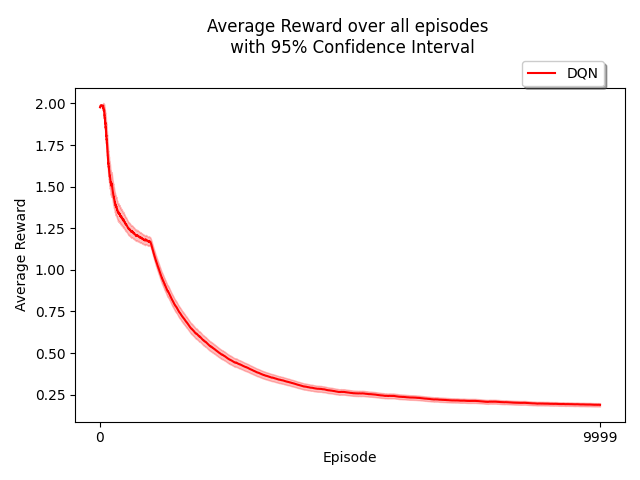 Average Reward over all episodes
with 95% Confidence Interval
DQN
2.00
1.75
1.50
1.25
1.00
0.75
0.50
0.25
Average Reward
0
9999
Episode